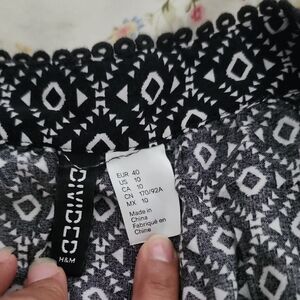 DIVIDED
H&M
EUR 40
US 10
CA 10
CN 170/92A
MX 10
Made in
China
Fabriqué en
Chine